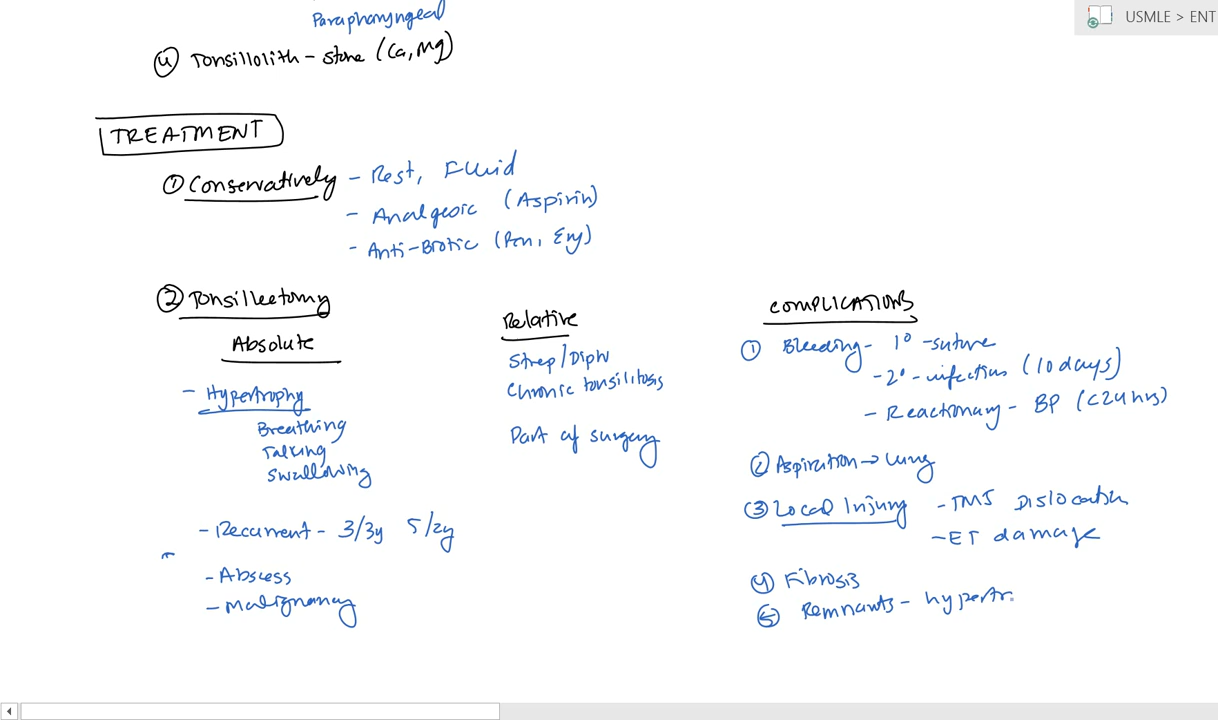 USMLE > ENT
Parapharyngeal
④ Tonsillolith - stone (Ca, Mg)
TREATMENT
① Conservatively - Rest, Fluid
- Analgesic (Aspirin)
- Anti-Biotic (Pen, Ery)
② Tonsillectomy
Absolute
- Hypertrophy
Breathing
Talking
Swallowing
- Recurrent - 3/3y 5/2y
- Abscess
- Malignancy
Relative
Strep/Diph
Chronic tonsilitosis
Part of surgery
COMPLICATIONS
① Bleeding - 1° - suture
- 2° - infection (10 days)
- Reactionary - BP (<24 hrs)
② Aspiration → Lung
③ Local Injury - TMJ Dislocation
- ET damage
④ Fibrosis
⑤ Remnants - hypertr